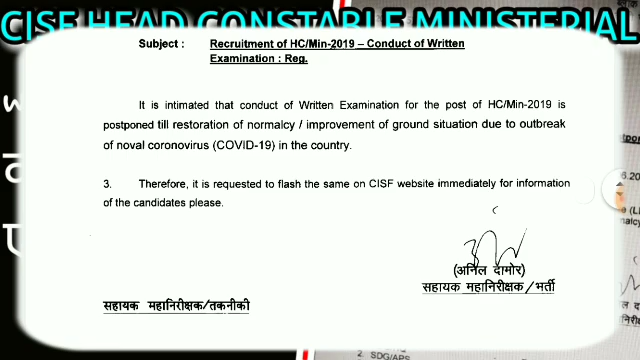 CISF HEAD CONSTABLE MINISTERIAL
Subject : Recruitment of HC/Min-2019 – Conduct of Written
Examination : Reg.
It is intimated that conduct of Written Examination for the post of HC/Min-2019 is
postponed till restoration of normalcy / improvement of ground situation due to outbreak
of noval coronovirus (COVID-19) in the country.
3. Therefore, it is requested to flash the same on CISF website immediately for information
of the candidates please.
(अनिल दामोर)
सहायक महानिरीक्षक/भर्ती
सहायक महानिरीक्षक/तकनीकी
2. SDG/APS